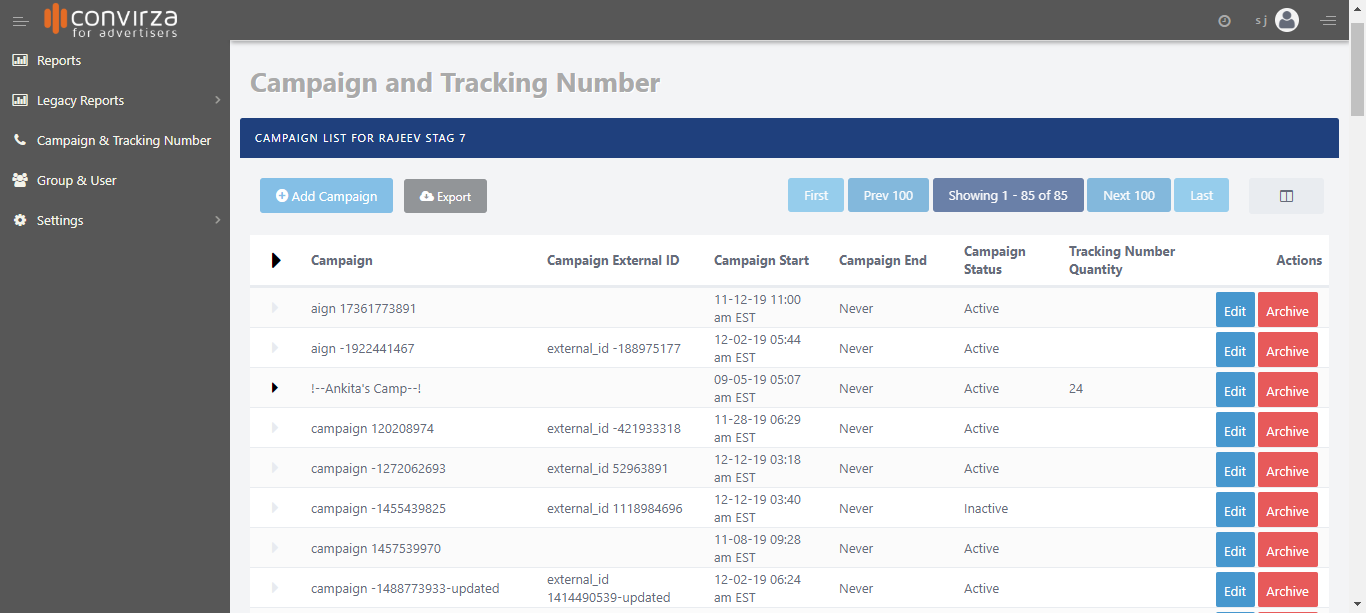 convirza
for advertisers
s j
Reports
Legacy Reports
Campaign & Tracking Number
Group & User
Settings
Campaign and Tracking Number
CAMPAIGN LIST FOR RAJEEV STAG 7
Add Campaign Export First Prev 100 Showing 1 - 85 of 85 Next 100 Last
Campaign Campaign External ID Campaign Start Campaign End Campaign Status Tracking Number Quantity Actions
aign 17361773891 11-12-19 11:00 am EST Never Active Edit Archive
aign -1922441467 external_id -188975177 12-02-19 05:44 am EST Never Active Edit Archive
!--Ankita's Camp--! 09-05-19 05:07 am EST Never Active 24 Edit Archive
campaign 120208974 external_id -421933318 11-28-19 06:29 am EST Never Active Edit Archive
campaign -1272062693 external_id 52963891 12-12-19 03:18 am EST Never Active Edit Archive
campaign -1455439825 external_id 1118984696 12-12-19 03:40 am EST Never Inactive Edit Archive
campaign 1457539970 11-08-19 09:28 am EST Never Active Edit Archive
campaign -1488773933-updated external_id 1414490539-updated 12-02-19 06:24 am EST Never Active Edit Archive